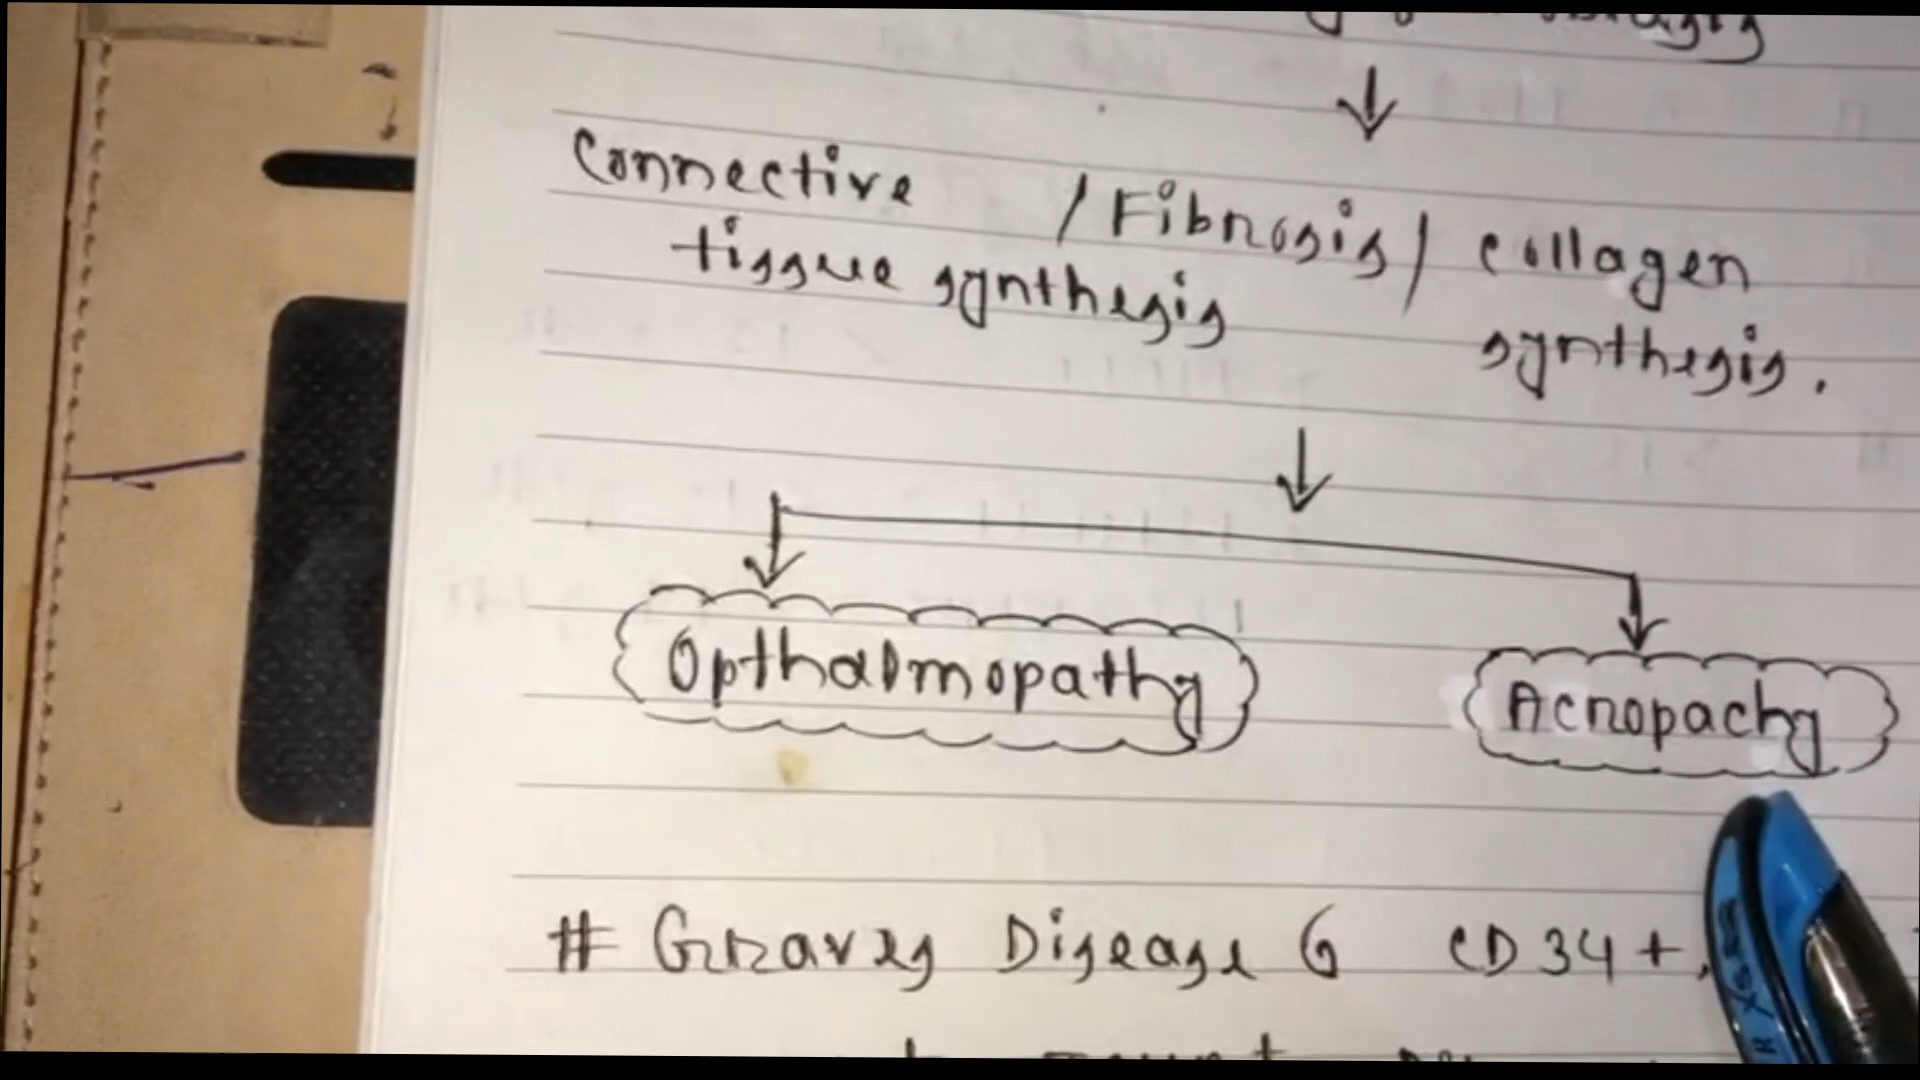 Connective / Fibrosis / collagen
tissue synthesis synthesis.
Opthalmopathy Acropachy
# Graves Disease G CD34+,